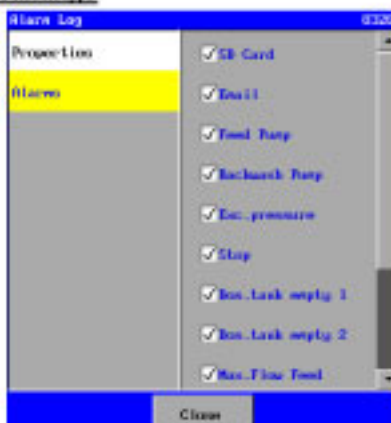 Alarm Log 0320
Properties
Alarms
SD Card
Email
Feed Pump
Backwash Pump
Exc.pressure
Stop
Dos.tank empty 1
Dos.tank empty 2
Max.Flow Feed
Close